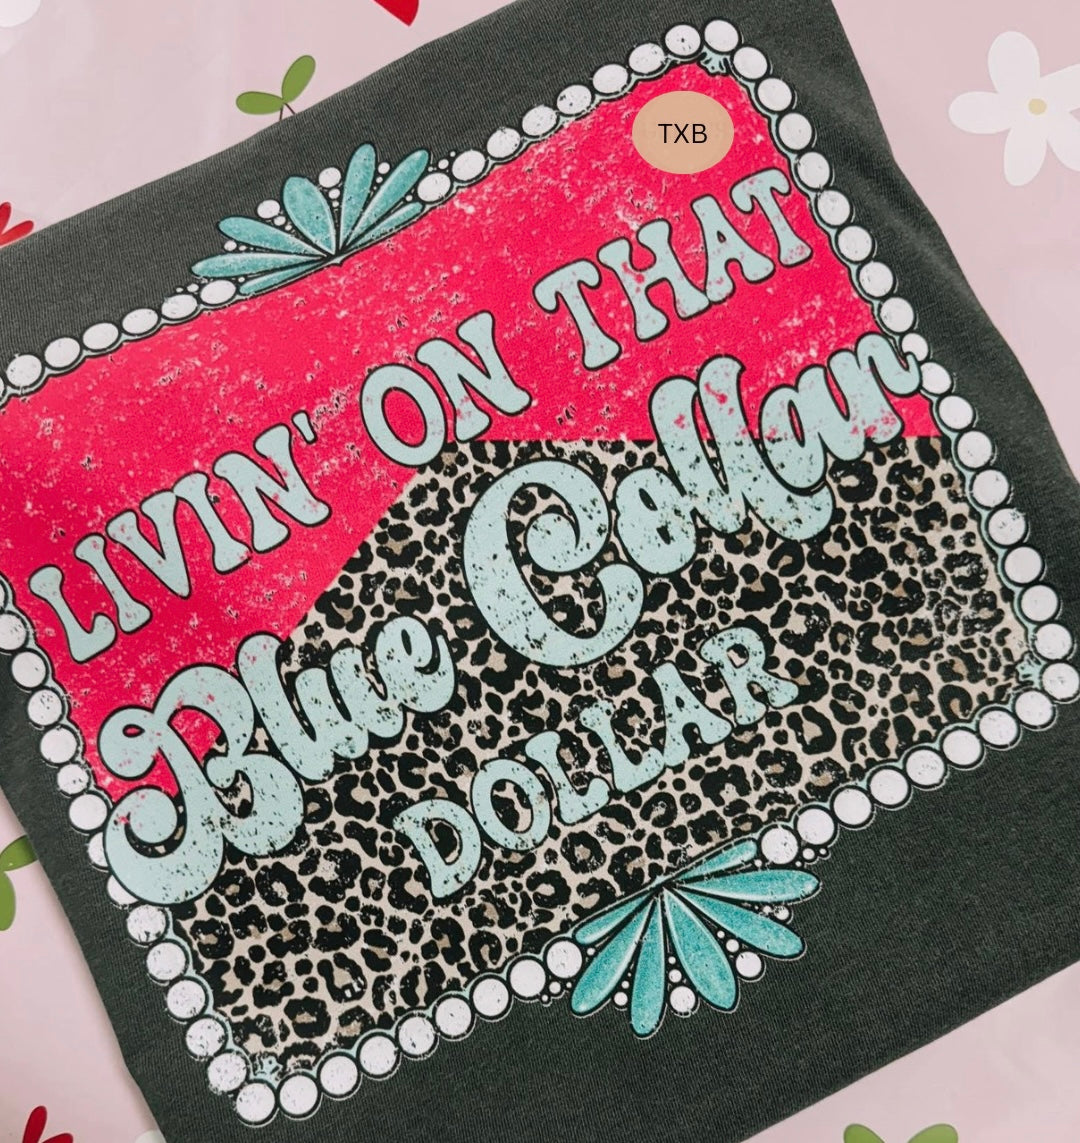 TXB
LIVIN' ON THAT
Blue Collar
DOLLAR